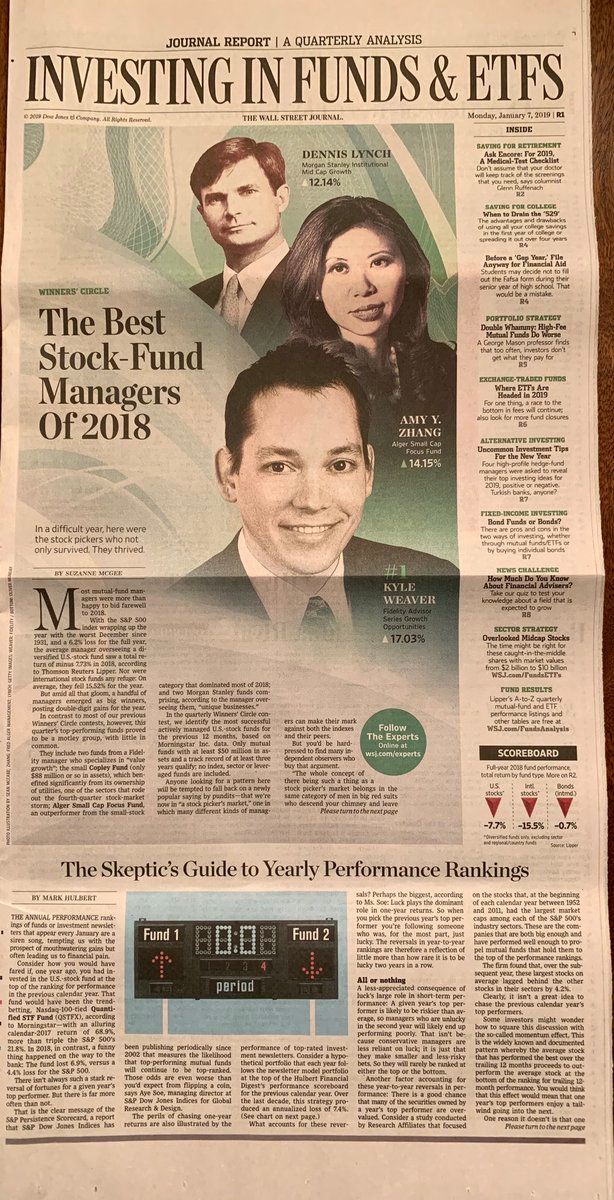 JOURNAL REPORT | A QUARTERLY ANALYSIS
INVESTING IN FUNDS & ETFS
© 2019 Dow Jones & Company. All Rights Reserved.
THE WALL STREET JOURNAL.
Monday, January 7, 2019 | R1
DENNIS LYNCH
Morgan Stanley Institutional
Mid Cap Growth
▲12.14%
WINNERS' CIRCLE
The Best
Stock-Fund
Managers
Of 2018
AMY Y.
ZHANG
Alger Small Cap
Focus Fund
▲14.15%
In a difficult year, here were
the stock pickers who not
only survived. They thrived.
#1
KYLE
WEAVER
Fidelity Advisor
Series Growth
Opportunities
▲17.03%
BY SUZANNE MCGEE
Most mutual-fund man-
agers were more than
happy to bid farewell
to 2018.
With the S&P 500
index wrapping up the
year with the worst December since
1931, and a 6.2% loss for the full year,
the average manager overseeing a di-
versified U.S.-stock fund saw a total
return of minus 7.73% in 2018, according
to Thomson Reuters Lipper. Nor were
international stock funds any refuge: On
average, they fell 15.52% for the year.
But amid all that gloom, a handful of
managers emerged as big winners,
posting double-digit gains for the year.
In contrast to most of our previous
Winners' Circle contests, however, this
quarter's top-performing funds proved
to be a motley group, with little in
common.
They include two funds from a Fidel-
ity manager who specializes in "value
growth"; the small Copley Fund (only
$88 million or so in assets), which ben-
efited significantly from its ownership of
utilities, one of the sectors that rode
out the fourth-quarter stock-market
storm; Alger Small Cap Focus Fund,
an outperformer from the small-stock
category that dominated most of 2018;
and two Morgan Stanley funds com-
prising, according to the manager over-
seeing them, "unique businesses."
In the quarterly Winners' Circle con-
test, we identify the most successful
actively managed U.S.-stock funds for
the previous 12 months, based on
Morningstar Inc. data. Only mutual
funds with at least $50 million in as-
sets and a track record of at least three
years qualify; no index, sector or lever-
aged funds are included.
Anyone looking for a pattern here
will be tempted to fall back on a newly
popular saying by pundits—that we're
now in "a stock picker's market," one in
which many different kinds of manag-
ers can make their mark
against both the indexes
and their peers.
But you'd be hard-
pressed to find many in-
dependent observers who
buy that argument.
"The whole concept of
there being such a thing as a
stock picker's market belongs in the
same category of men in big red suits
who descend your chimney and leave
Please turn to the next page
Follow
The Experts
Online at
wsj.com/experts
INSIDE
SAVING FOR RETIREMENT
Ask Encore: For 2019,
A Medical-Test Checklist
Don't assume that your doctor
will keep track of the screenings
that you need, says columnist
Glenn Ruffenach
R2
SAVING FOR COLLEGE
When to Drain the '529'
The advantages and drawbacks
of using all your college savings
in the first year of college or
spreading it out over four years
R4
Before a 'Gap Year,' File
Anyway for Financial Aid
Students may decide not to fill
out the Fafsa form during their
senior year of high school. That
would be a mistake.
R4
PORTFOLIO STRATEGY
Double Whammy: High-Fee
Mutual Funds Do Worse
A George Mason professor finds
that too often, investors don't
get what they pay for
R5
EXCHANGE-TRADED FUNDS
Where ETFs Are
Headed in 2019
For one thing, a race to the
bottom in fees will continue;
also look for more fund closures
R6
ALTERNATIVE INVESTING
Uncommon Investment Tips
For the New Year
Four high-profile hedge-fund
managers were asked to reveal
their top investing ideas for
2019, positive or negative.
Turkish banks, anyone?
R7
FIXED-INCOME INVESTING
Bond Funds or Bonds?
There are pros and cons in the
two ways of investing, whether
through mutual funds/ETFs or
by buying individual bonds
R7
NEWS CHALLENGE
How Much Do You Know
About Financial Advisers?
Take our quiz to test your
knowledge about a field that is
expected to grow
R8
SECTOR STRATEGY
Overlooked Midcap Stocks
The time might be right for
these caught-in-the-middle
shares with market values
from $2 billion to $10 billion
WSJ.com/FundsETFs
FUND RESULTS
Lipper's A-to-Z quarterly
mutual-fund and ETF
performance listings and
other tables are free at
WSJ.com/FundsAnalysis
SCOREBOARD
Full-year 2018 fund performance,
total return by fund type. More on R2.
U.S. stocks*
Intl. stocks*
Bonds (intmd.)
-7.7%
-15.5%
-0.7%
*Diversified funds only, excluding sector
and regional/country funds
Source: Lipper
The Skeptic's Guide to Yearly Performance Rankings
BY MARK HULBERT
THE ANNUAL PERFORMANCE rank-
ings of funds or investment newslet-
ters that appear every January are a
siren song, tempting us with the
prospect of mouthwatering gains but
often leading us to financial pain.
Consider how you would have
fared if, one year ago, you had in-
vested in the U.S.-stock fund at the
top of the ranking for performance
in the previous calendar year. That
fund would have been the trend-
betting, Nasdaq-100-tied Quanti-
fied STF Fund (QSTFX), according
to Morningstar—with an alluring
calendar-2017 return of 68.9%,
more than triple the S&P 500's
21.8%. In 2018, in contrast, a funny
thing happened on the way to the
bank: The fund lost 6.9%, versus a
4.4% loss for the S&P 500.
There isn't always such a stark re-
versal of fortunes for a given year's
top performer. But there are far more
often than not.
That is the clear message of the
S&P Persistence Scorecard, a report
that S&P Dow Jones Indices has
Fund 1
Fund 2
period
been publishing periodically since
2002 that measures the likelihood
that top-performing mutual funds
will continue to be top-ranked.
Those odds are even worse than
you'd expect from flipping a coin,
says Aye Soe, managing director at
S&P Dow Jones Indices for Global
Research & Design.
The perils of chasing one-year
returns are also illustrated by the
performance of top-rated invest-
ment newsletters. Consider a hypo-
thetical portfolio that each year fol-
lows the newsletter model portfolio
at the top of the Hulbert Financial
Digest's performance scoreboard
for the previous calendar year. Over
the last decade, this strategy pro-
duced an annualized loss of 7.4%.
(See chart on next page.)
What accounts for these rever-
sals? Perhaps the biggest, according
to Ms. Soe: Luck plays the dominant
role in one-year returns. So when
you pick the previous year's top per-
former you're following someone
who was, for the most part, just
lucky. The reversals in year-to-year
rankings are therefore a reflection of
little more than how rare it is to be
lucky two years in a row.
All or nothing
A less-appreciated consequence of
luck's large role in short-term per-
formance: A given year's top per-
former is likely to be riskier than av-
erage, so managers who are unlucky
in the second year will likely end up
performing poorly. That isn't be-
cause conservative managers are
less reliant on luck; it is just that
they make smaller and less-risky
bets. So they will rarely be ranked at
either the top or the bottom.
Another factor accounting for
these year-to-year reversals in per-
formance: There is a good chance
that many of the securities owned by
a year's top performer are over-
valued. Consider a study conducted
by Research Affiliates that focused
on the stocks that, at the beginning
of each calendar year between 1952
and 2011, had the largest market
caps among each of the S&P 500's
industry sectors. These are the com-
panies that are both big enough and
have performed well enough to pro-
pel mutual funds that hold them to
the top of the performance rankings.
The firm found that, over the sub-
sequent year, these largest stocks on
average lagged behind the other
stocks in their sectors by 4.2%.
Clearly, it isn't a great idea to
chase the previous calendar year's
top performers.
Some investors might wonder
how to square this discussion with
the so-called momentum effect. This
is the widely known and documented
pattern whereby the average stock
that has performed the best over the
trailing 12 months proceeds to out-
perform the average stock at the
bottom of the ranking for trailing 12-
month performance. You would think
that this effect would mean that one
year's top performers enjoy a tail-
wind going into the next.
One reason it doesn't is that one
Please turn to the next page